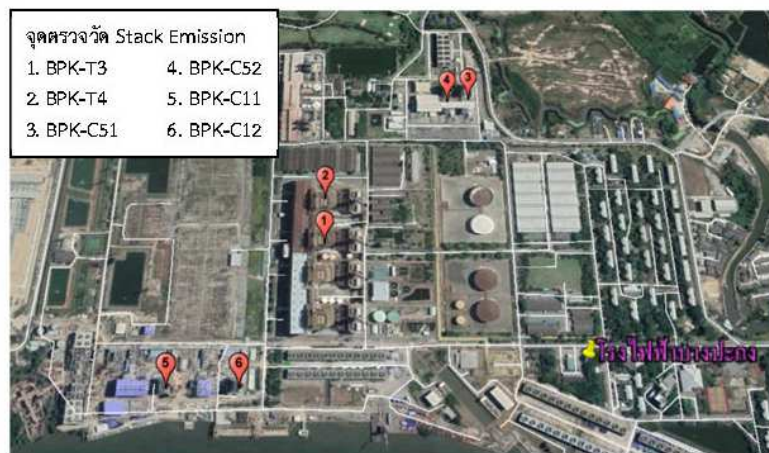 จุดตรวจวัด Stack Emission
1. BPK-T3 4. BPK-C52
2. BPK-T4 5. BPK-C11
3. BPK-C51 6. BPK-C12
4 3
2
1
โรงไฟฟ้าบางปะกง
5 6